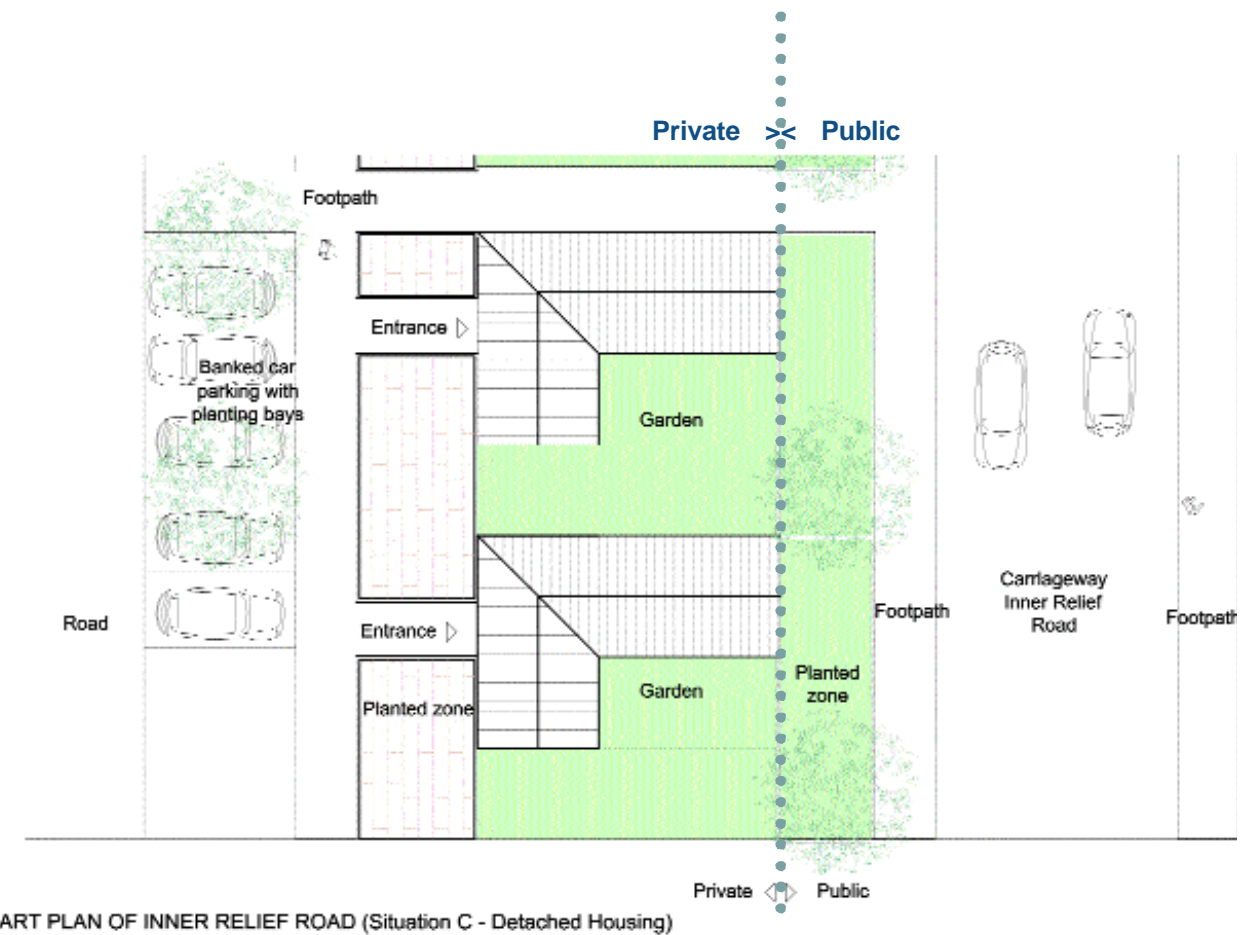 Private >< Public
Footpath
Entrance
Banked car
parking with
planting bays
Garden
Carriageway
Inner Relief
Road
Footpath
Footpath
Road
Entrance
Planted
zone
Garden
Planted zone
Private Public
ART PLAN OF INNER RELIEF ROAD (Situation C - Detached Housing)